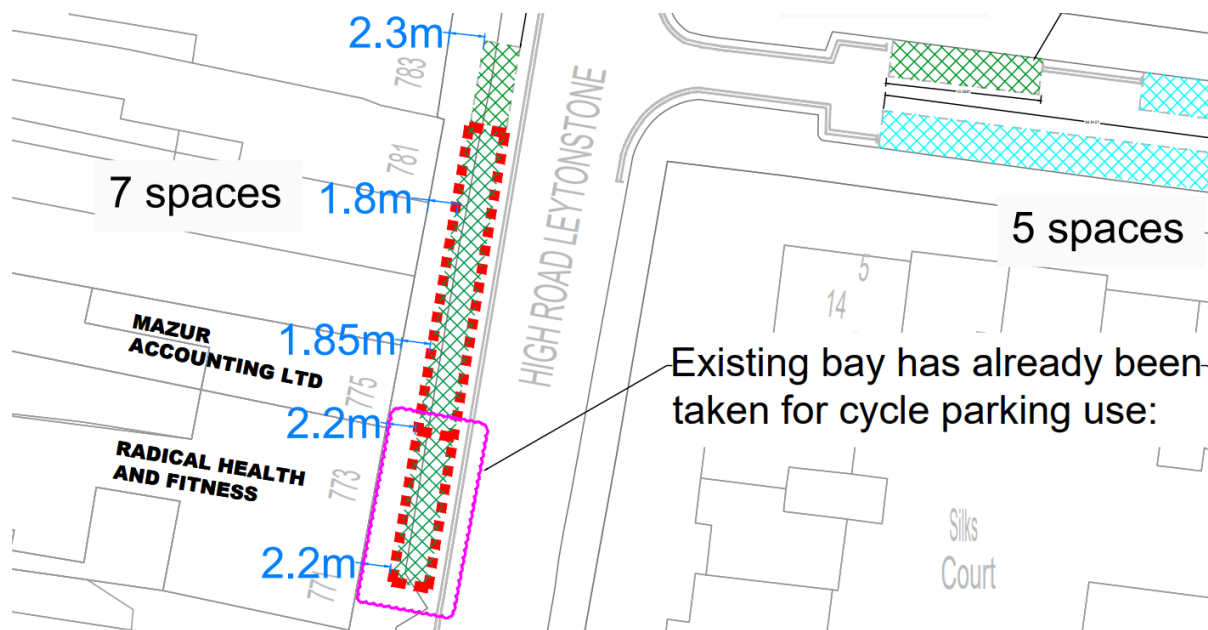 2.3m
783
HIGH ROAD LEYTONSTONE
781
7 spaces
1.8m
5 spaces
5
14
MAZUR
ACCOUNTING LTD
1.85m
775
Existing bay has already been
taken for cycle parking use:
2.2m
RADICAL HEALTH
AND FITNESS
773
Silks
Court
2.2m
771